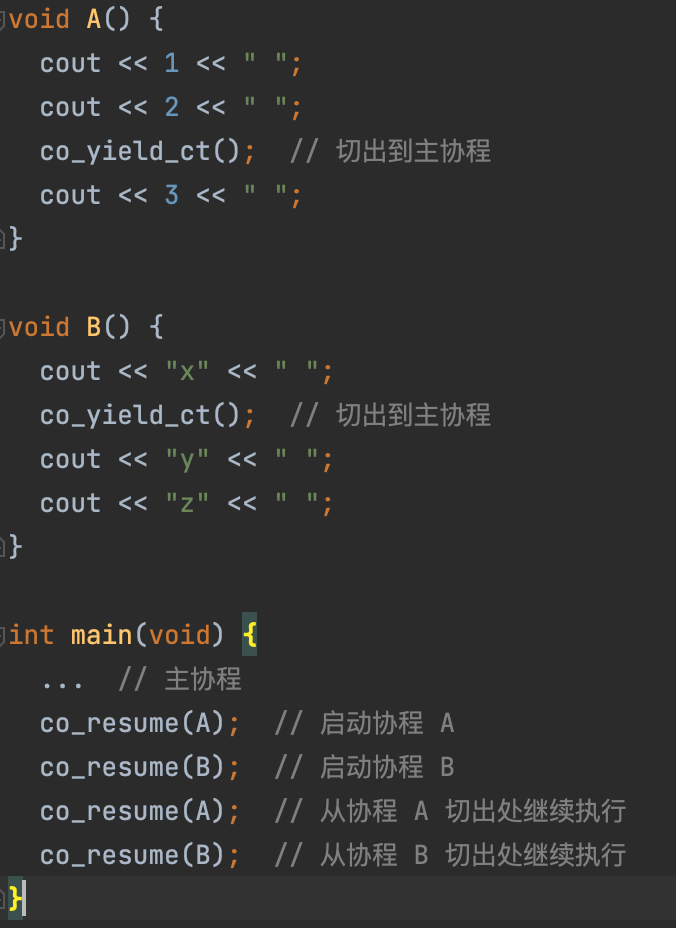 void A() {
  cout << 1 << " ";
  cout << 2 << " ";
  co_yield_ct();  // 切出到主协程
  cout << 3 << " ";
}

void B() {
  cout << "x" << " ";
  co_yield_ct();  // 切出到主协程
  cout << "y" << " ";
  cout << "z" << " ";
}

int main(void) {
  ...  // 主协程
  co_resume(A);  // 启动协程 A
  co_resume(B);  // 启动协程 B
  co_resume(A);  // 从协程 A 切出处继续执行
  co_resume(B);  // 从协程 B 切出处继续执行
}